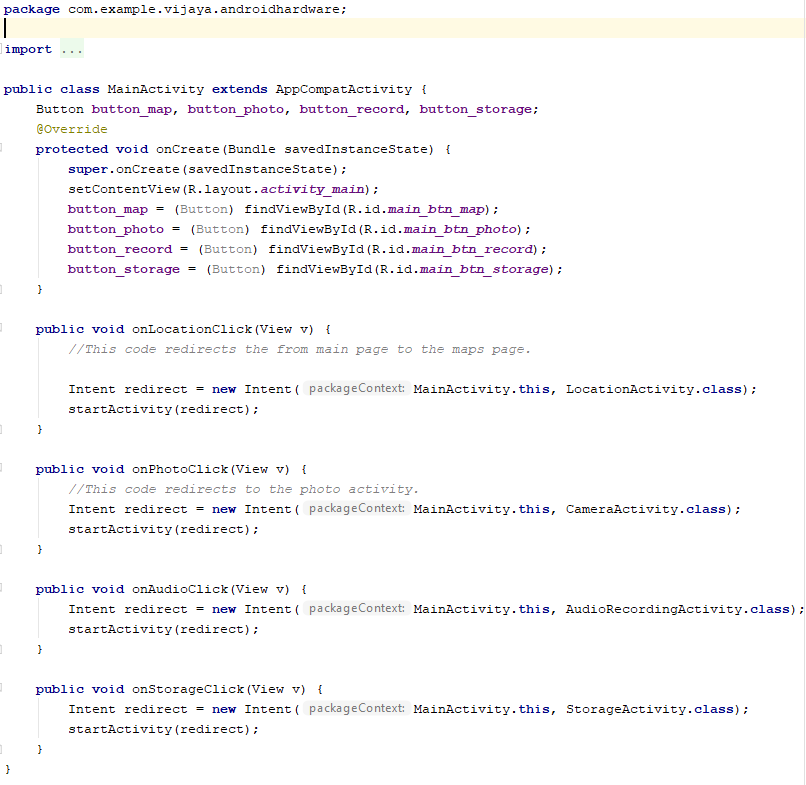 package com.example.vijaya.androidhardware;
import ...
public class MainActivity extends AppCompatActivity {
    Button button_map, button_photo, button_record, button_storage;
    @Override
    protected void onCreate(Bundle savedInstanceState) {
        super.onCreate(savedInstanceState);
        setContentView(R.layout.activity_main);
        button_map = (Button) findViewById(R.id.main_btn_map);
        button_photo = (Button) findViewById(R.id.main_btn_photo);
        button_record = (Button) findViewById(R.id.main_btn_record);
        button_storage = (Button) findViewById(R.id.main_btn_storage);
    }
    public void onLocationClick(View v) {
        //This code redirects the from main page to the maps page.
        Intent redirect = new Intent( packageContext: MainActivity.this, LocationActivity.class);
        startActivity(redirect);
    }
    public void onPhotoClick(View v) {
        //This code redirects to the photo activity.
        Intent redirect = new Intent( packageContext: MainActivity.this, CameraActivity.class);
        startActivity(redirect);
    }
    public void onAudioClick(View v) {
        Intent redirect = new Intent( packageContext: MainActivity.this, AudioRecordingActivity.class);
        startActivity(redirect);
    }
    public void onStorageClick(View v) {
        Intent redirect = new Intent( packageContext: MainActivity.this, StorageActivity.class);
        startActivity(redirect);
    }
}